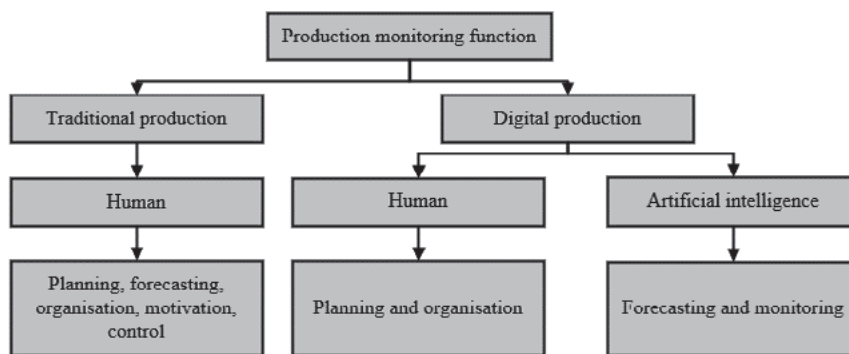 Production monitoring function
Traditional production
Digital production
Human
Human
Artificial intelligence
Planning, forecasting,
organisation, motivation,
control
Planning and organisation
Forecasting and monitoring